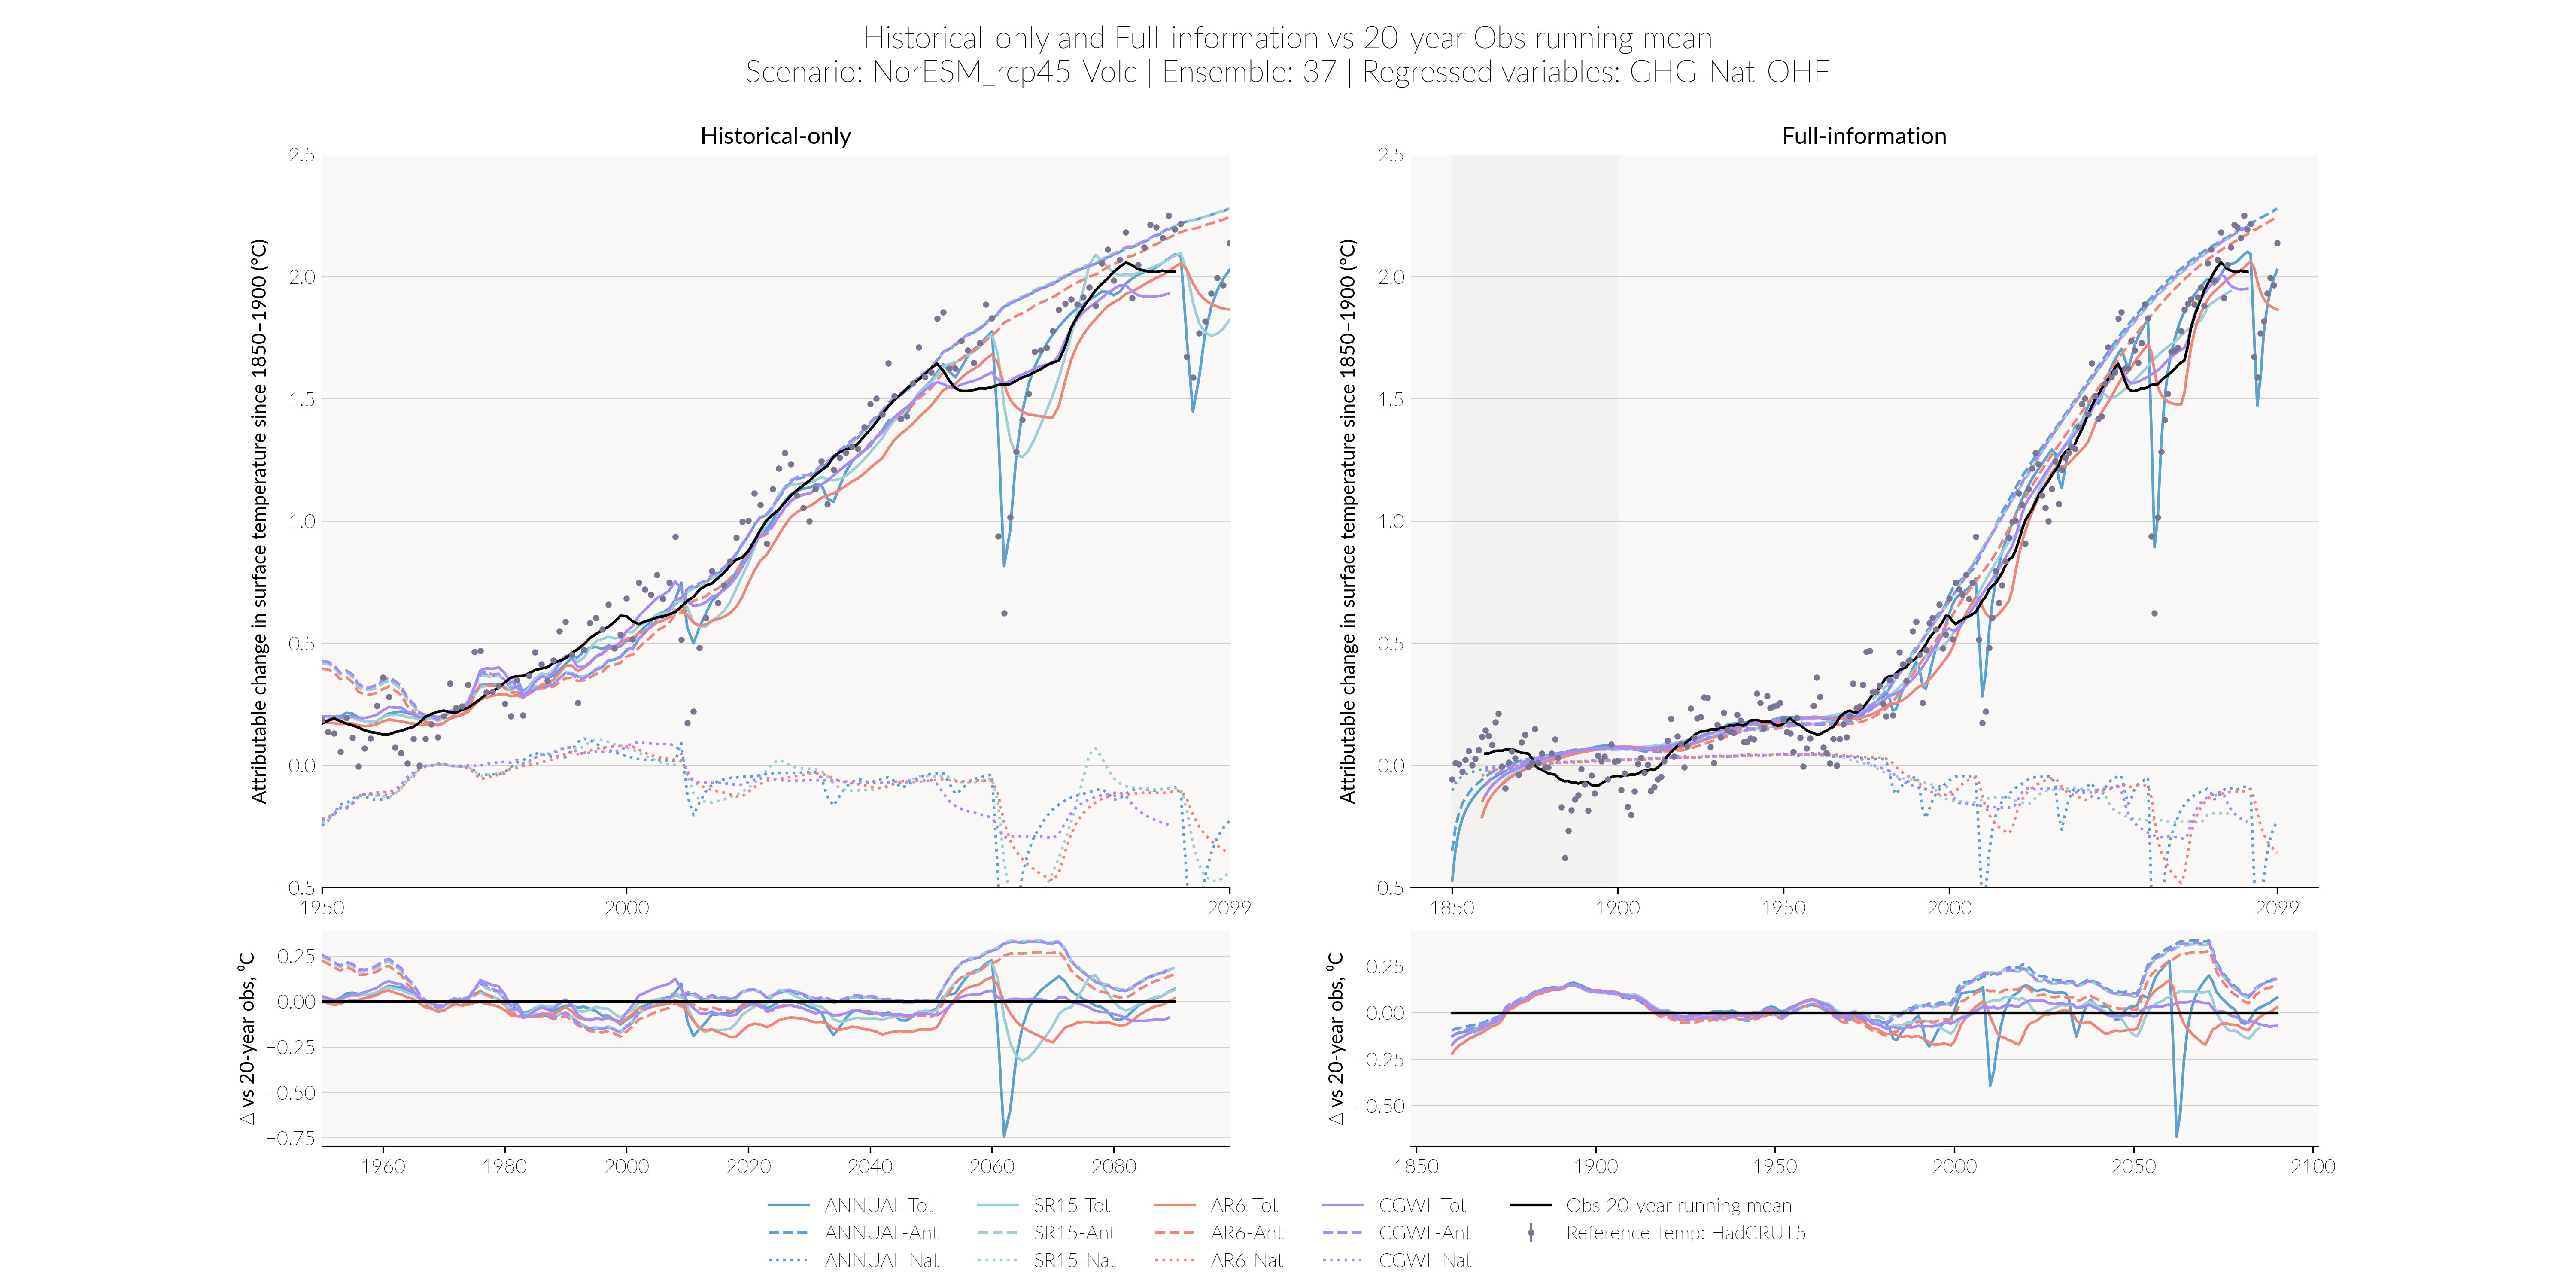 Historical-only and Full-information vs 20-year Obs running mean
Scenario: NorESM_rcp45-Volc | Ensemble: 37 | Regressed variables: GHG-Nat-OHF
Historical-only
Attributable change in surface temperature since 1850–1900 (°C)
2.5
2.0
1.5
1.0
0.5
0.0
−0.5
1950
2000
2099
Δ vs 20-year obs, °C
0.25
0.00
−0.25
−0.50
−0.75
1960
1980
2000
2020
2040
2060
2080
Full-information
Attributable change in surface temperature since 1850–1900 (°C)
2.5
2.0
1.5
1.0
0.5
0.0
−0.5
1850
1900
1950
2000
2099
Δ vs 20-year obs, °C
0.25
0.00
−0.25
−0.50
1850
1900
1950
2000
2050
2100
ANNUAL-Tot
ANNUAL-Ant
ANNUAL-Nat
SR15-Tot
SR15-Ant
SR15-Nat
AR6-Tot
AR6-Ant
AR6-Nat
CGWL-Tot
CGWL-Ant
CGWL-Nat
Obs 20-year running mean
Reference Temp: HadCRUT5